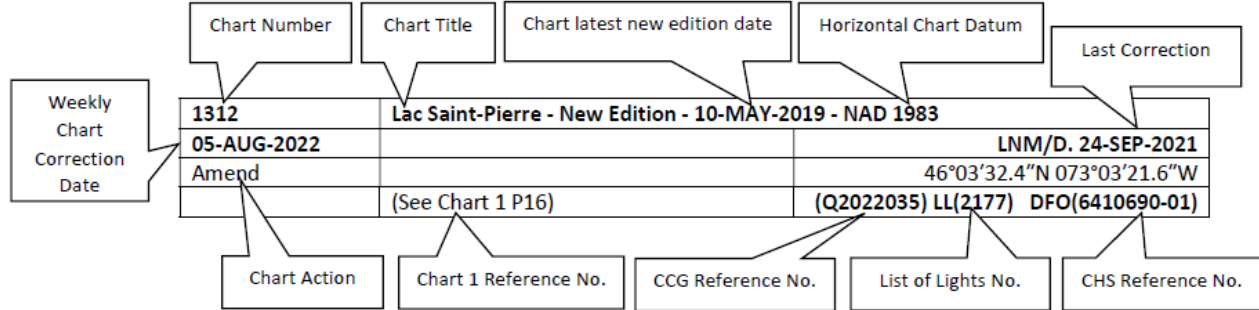 Chart Number
Chart Title
Chart latest new edition date
Horizontal Chart Datum
Last Correction
Weekly
Chart
Correction
Date
1312 Lac Saint-Pierre - New Edition - 10-MAY-2019 - NAD 1983
05-AUG-2022 LNM/D. 24-SEP-2021
Amend 46°03′32.4″N 073°03′21.6″W
(See Chart 1 P16) (Q2022035) LL(2177) DFO(6410690-01)
Chart Action
Chart 1 Reference No.
CCG Reference No.
List of Lights No.
CHS Reference No.